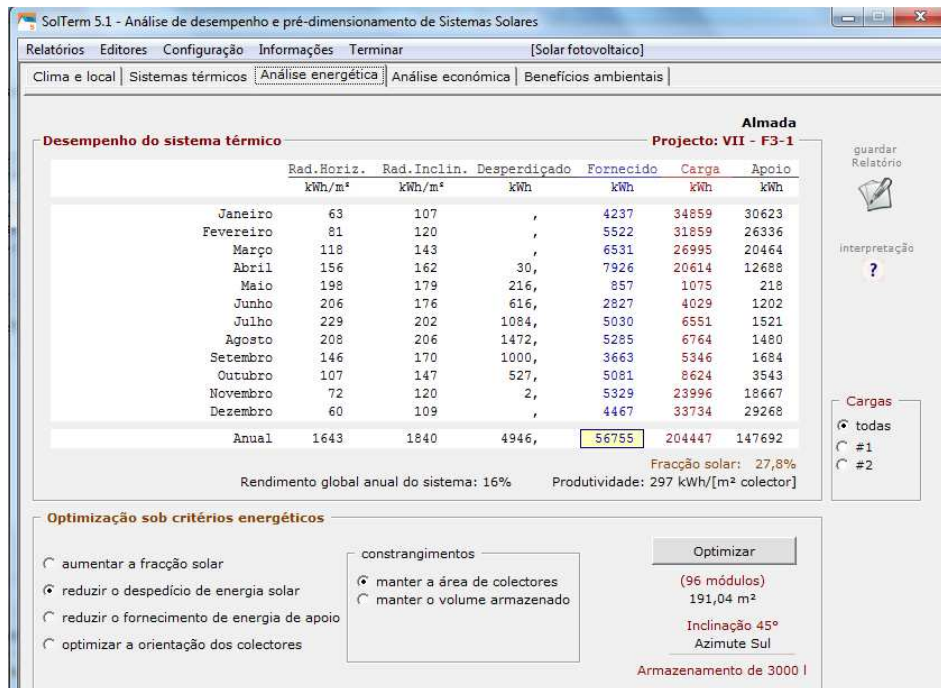 SolTerm 5.1 - Análise de desempenho e pré-dimensionamento de Sistemas Solares
Relatórios Editores Configuração Informações Terminar [Solar fotovoltaico]
Clima e local | Sistemas térmicos | Análise energética | Análise económica | Benefícios ambientais |
Almada
Desempenho do sistema térmico Projecto: VII - F3-1
guardar
Relatório
interpretação
?
Rad.Horiz. Rad.Inclin. Desperdiçado Fornecido Carga Apoio
kWh/m² kWh/m² kWh kWh kWh kWh
Janeiro 63 107 , 4237 34859 30623
Fevereiro 81 120 , 5522 31859 26336
Março 118 143 , 6531 26995 20464
Abril 156 162 30, 7926 20614 12688
Maio 198 179 216, 857 1075 218
Junho 206 176 616, 2827 4029 1202
Julho 229 202 1084, 5030 6551 1521
Agosto 208 206 1472, 5285 6764 1480
Setembro 146 170 1000, 3663 5346 1684
Outubro 107 147 527, 5081 8624 3543
Novembro 72 120 2, 5329 23996 18667
Dezembro 60 109 , 4467 33734 29268
Anual 1643 1840 4946, 56755 204447 147692
Fracção solar: 27,8%
Rendimento global anual do sistema: 16% Produtividade: 297 kWh/[m² colector]
Cargas
todas
#1
#2
Optimização sob critérios energéticos
aumentar a fracção solar
reduzir o despedício de energia solar
reduzir o fornecimento de energia de apoio
optimizar a orientação dos colectores
constrangimentos
manter a área de colectores
manter o volume armazenado
Optimizar
(96 módulos)
191,04 m²
Inclinação 45°
Azimute Sul
Armazenamento de 3000 l